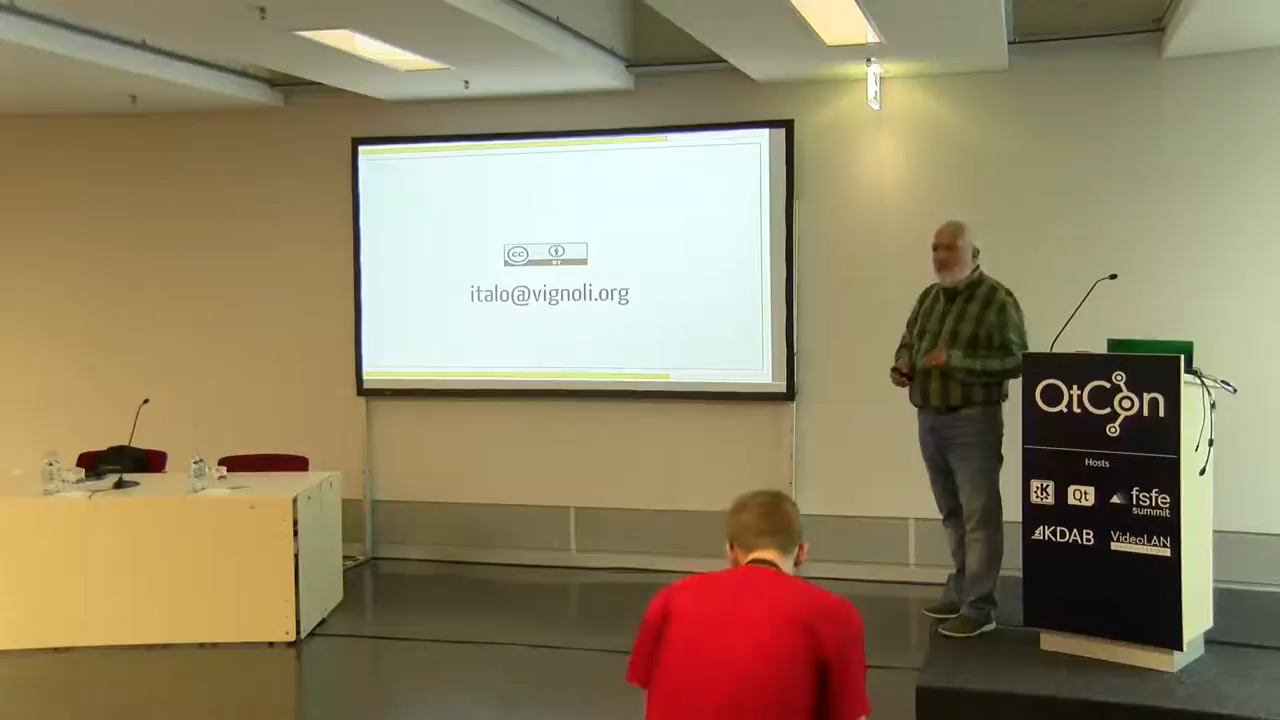 cc
BY
italo@vignoli.org
QtCon
Hosts
K
Qt
fsfe
summit
KDAB
VideoLAN